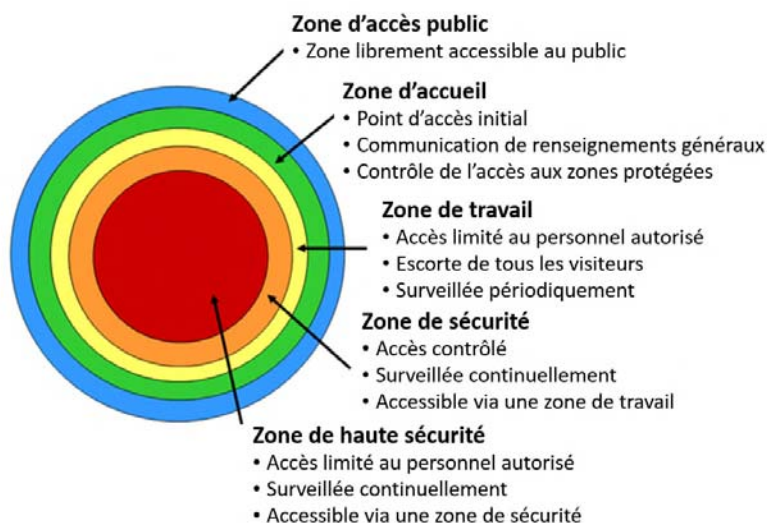 Zone d'accès public
• Zone librement accessible au public
Zone d'accueil
• Point d'accès initial
• Communication de renseignements généraux
• Contrôle de l'accès aux zones protégées
Zone de travail
• Accès limité au personnel autorisé
• Escorte de tous les visiteurs
• Surveillée périodiquement
Zone de sécurité
• Accès contrôlé
• Surveillée continuellement
• Accessible via une zone de travail
Zone de haute sécurité
• Accès limité au personnel autorisé
• Surveillée continuellement
• Accessible via une zone de sécurité